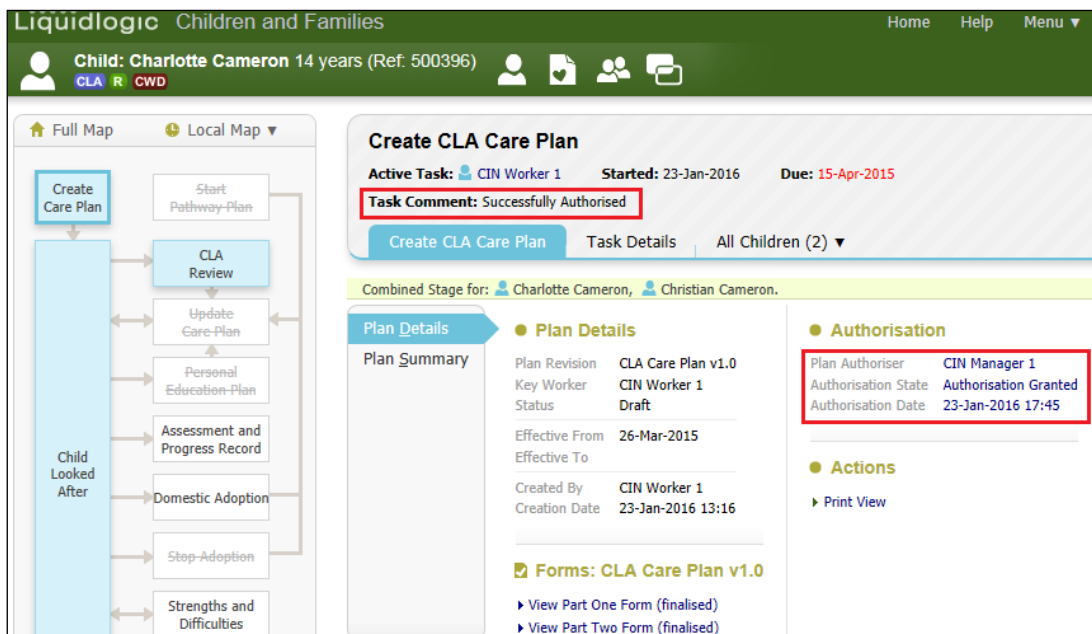 Liquidlogic Children and Families
Home Help Menu ▼
Child: Charlotte Cameron 14 years (Ref: 500396)
CLA R CWD
Full Map Local Map ▼
Create
Care Plan
Start
Pathway Plan
CLA
Review
Update
Care Plan
Personal
Education Plan
Assessment and
Progress Record
Child
Looked
After
Domestic Adoption
Stop Adoption
Strengths and
Difficulties
Create CLA Care Plan
Active Task: CIN Worker 1 Started: 23-Jan-2016 Due: 15-Apr-2015
Task Comment: Successfully Authorised
Create CLA Care Plan Task Details All Children (2) ▼
Combined Stage for: Charlotte Cameron, Christian Cameron.
Plan Details
Plan Summary
Plan Details
Plan Revision CLA Care Plan v1.0
Key Worker CIN Worker 1
Status Draft
Effective From 26-Mar-2015
Effective To
Created By CIN Worker 1
Creation Date 23-Jan-2016 13:16
Forms: CLA Care Plan v1.0
View Part One Form (finalised)
View Part Two Form (finalised)
Authorisation
Plan Authoriser CIN Manager 1
Authorisation State Authorisation Granted
Authorisation Date 23-Jan-2016 17:45
Actions
Print View